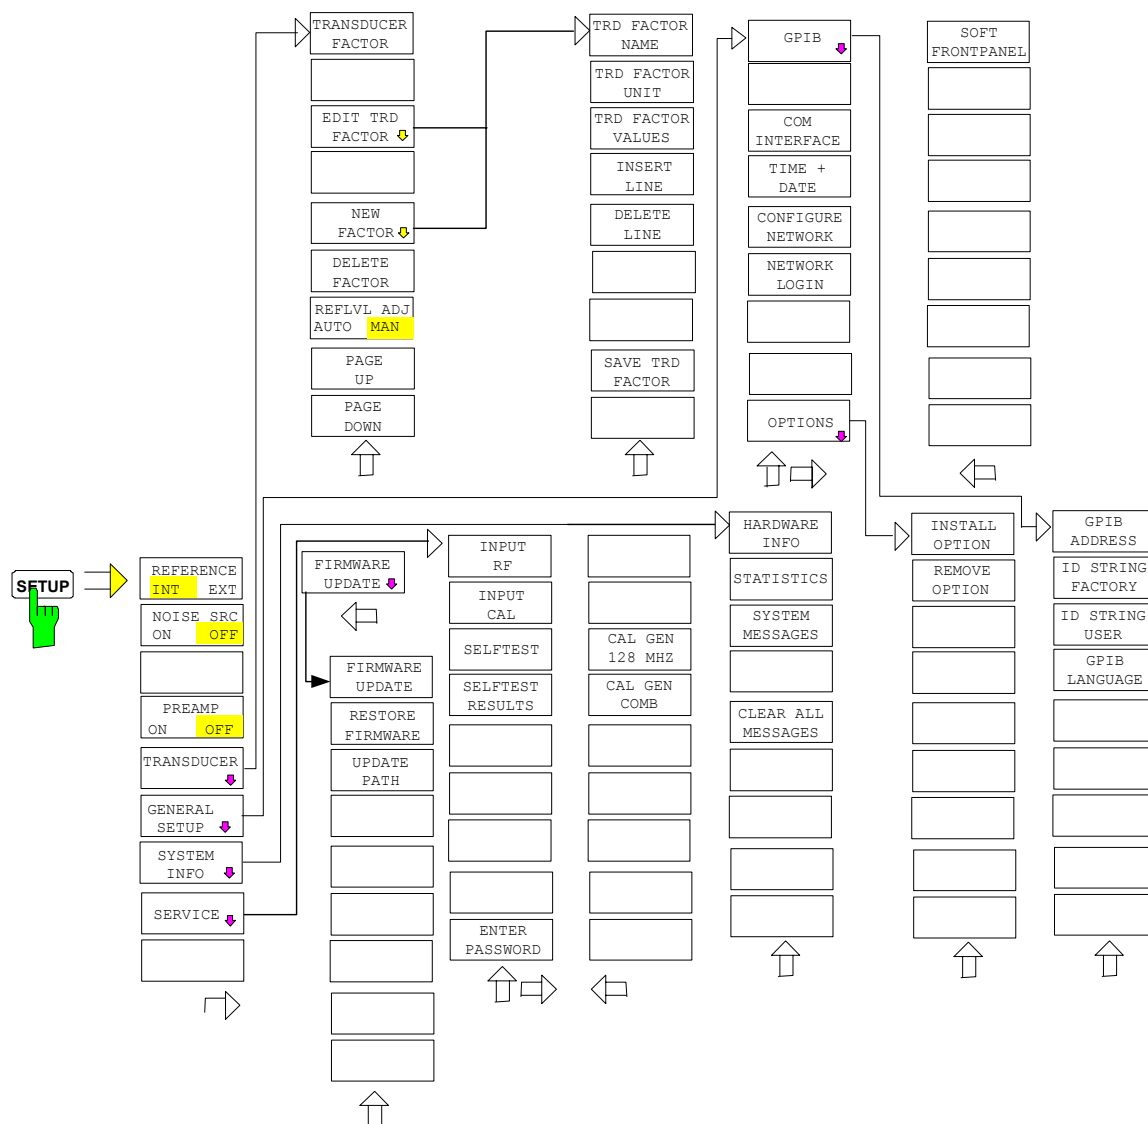 SETUP
REFERENCE
INT EXT
NOISE SRC
ON OFF
PREAMP
ON OFF
TRANSDUCER
GENERAL
SETUP
SYSTEM
INFO
SERVICE
TRANSDUCER
FACTOR
EDIT TRD
FACTOR
NEW
FACTOR
DELETE
FACTOR
REFLVL ADJ
AUTO MAN
PAGE
UP
PAGE
DOWN
TRD FACTOR
NAME
TRD FACTOR
UNIT
TRD FACTOR
VALUES
INSERT
LINE
DELETE
LINE
SAVE TRD
FACTOR
GPIB
COM
INTERFACE
TIME +
DATE
CONFIGURE
NETWORK
NETWORK
LOGIN
OPTIONS
SOFT
FRONTPANEL
FIRMWARE
UPDATE
FIRMWARE
UPDATE
RESTORE
FIRMWARE
UPDATE
PATH
INPUT
RF
INPUT
CAL
SELFTEST
SELFTEST
RESULTS
ENTER
PASSWORD
CAL GEN
128 MHZ
CAL GEN
COMB
HARDWARE
INFO
STATISTICS
SYSTEM
MESSAGES
CLEAR ALL
MESSAGES
INSTALL
OPTION
REMOVE
OPTION
GPIB
ADDRESS
ID STRING
FACTORY
ID STRING
USER
GPIB
LANGUAGE